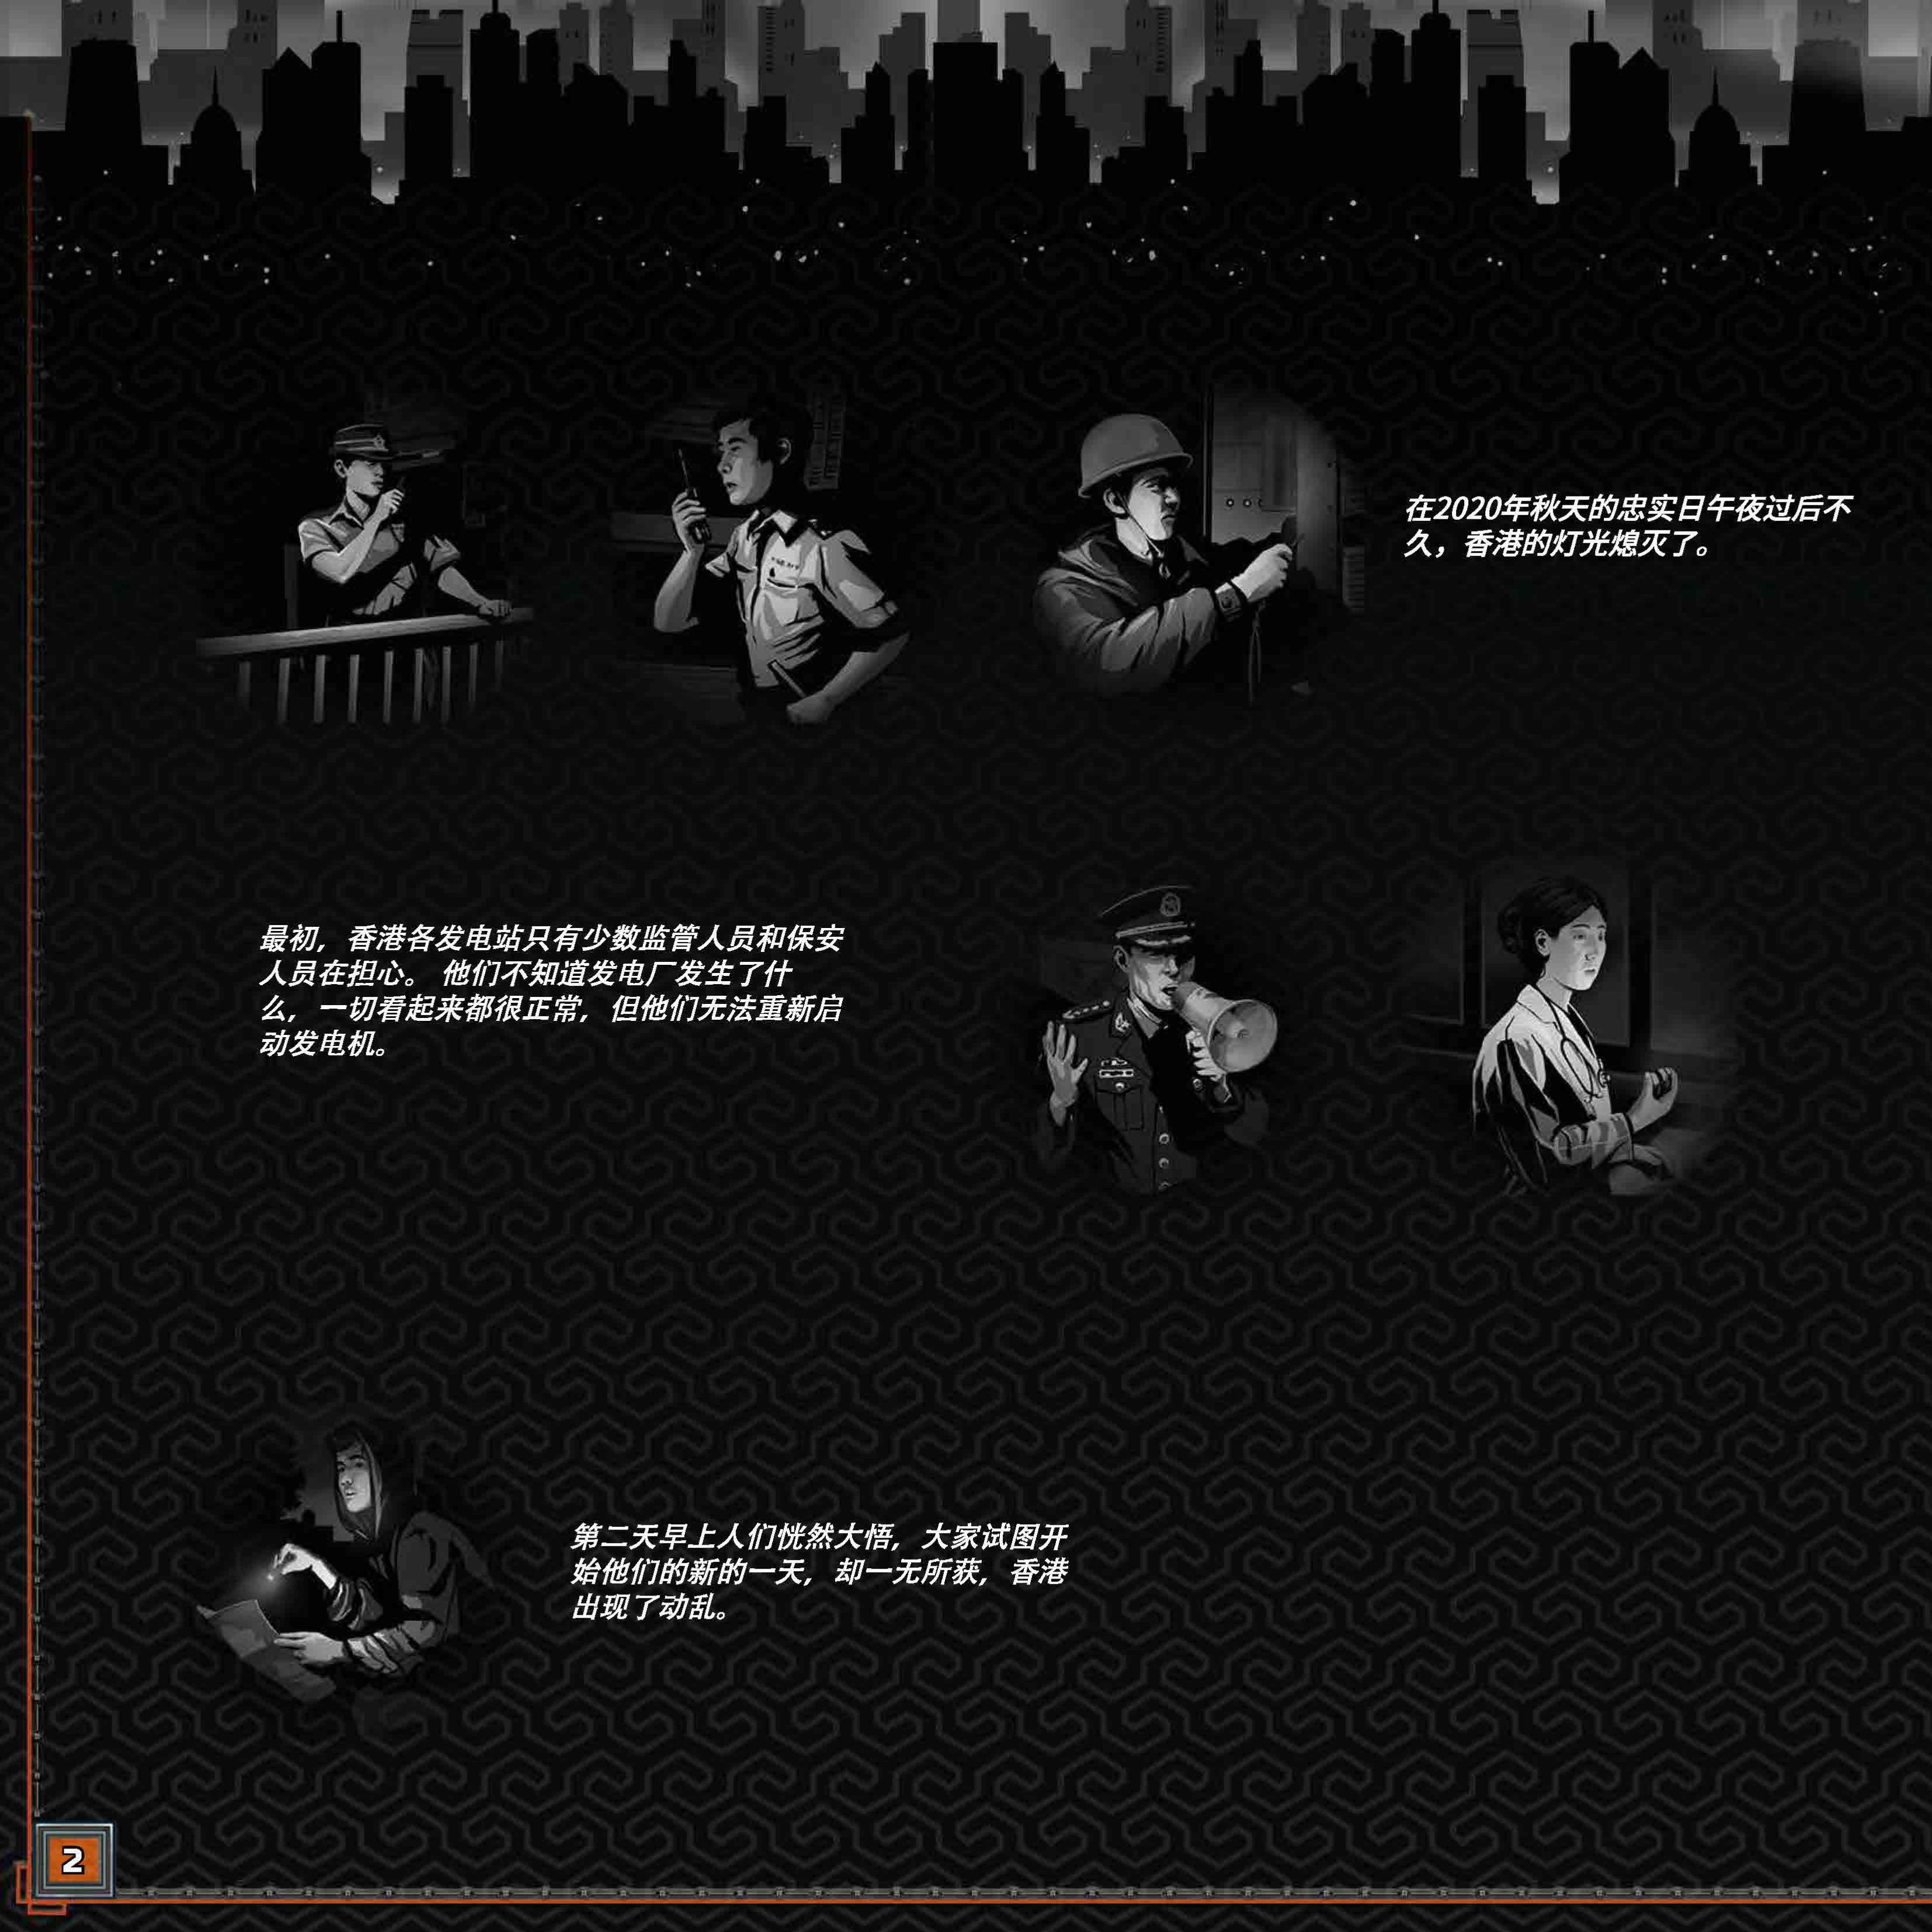 在2020年秋天的忠实日午夜过后不
久，香港的灯光熄灭了。
最初，香港各发电站只有少数监管人员和保安
人员在担心。 他们不知道发电厂发生了什
么，一切看起来都很正常，但他们无法重新启
动发电机。
第二天早上人们恍然大悟，大家试图开
始他们的新的一天，却一无所获，香港
出现了动乱。
2